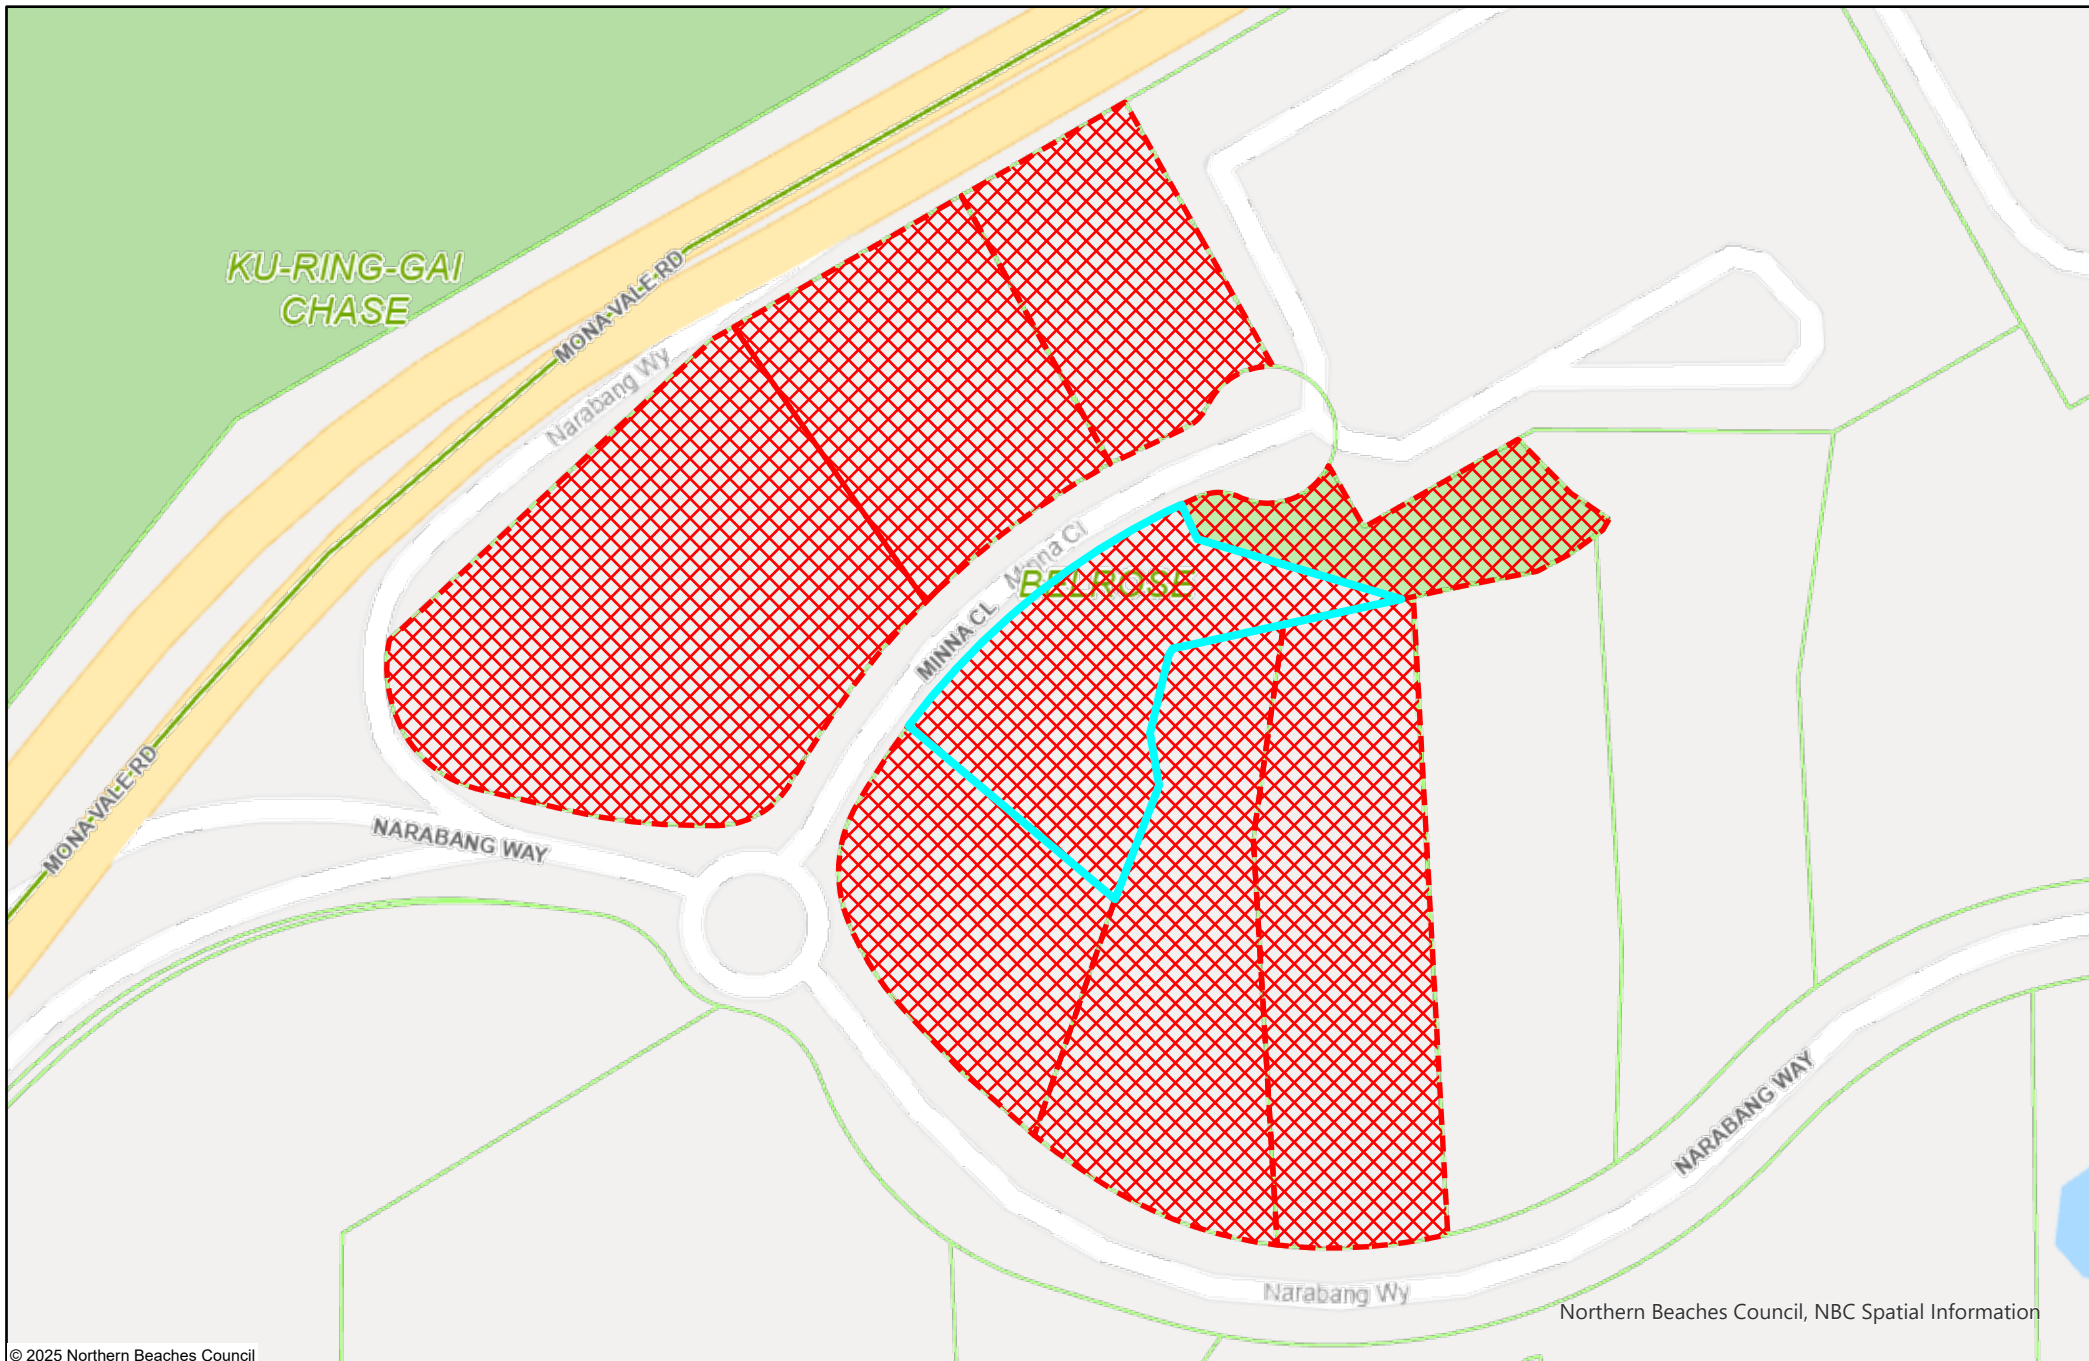 KU-RING-GAI
CHASE
MONA VALE RD
Narabang Wy
Minna Cl
BELROSE
MINNA CL
MONA VALE RD
NARABANG WAY
NARABANG WAY
Narabang Wy
Northern Beaches Council, NBC Spatial Information
© 2025 Northern Beaches Council